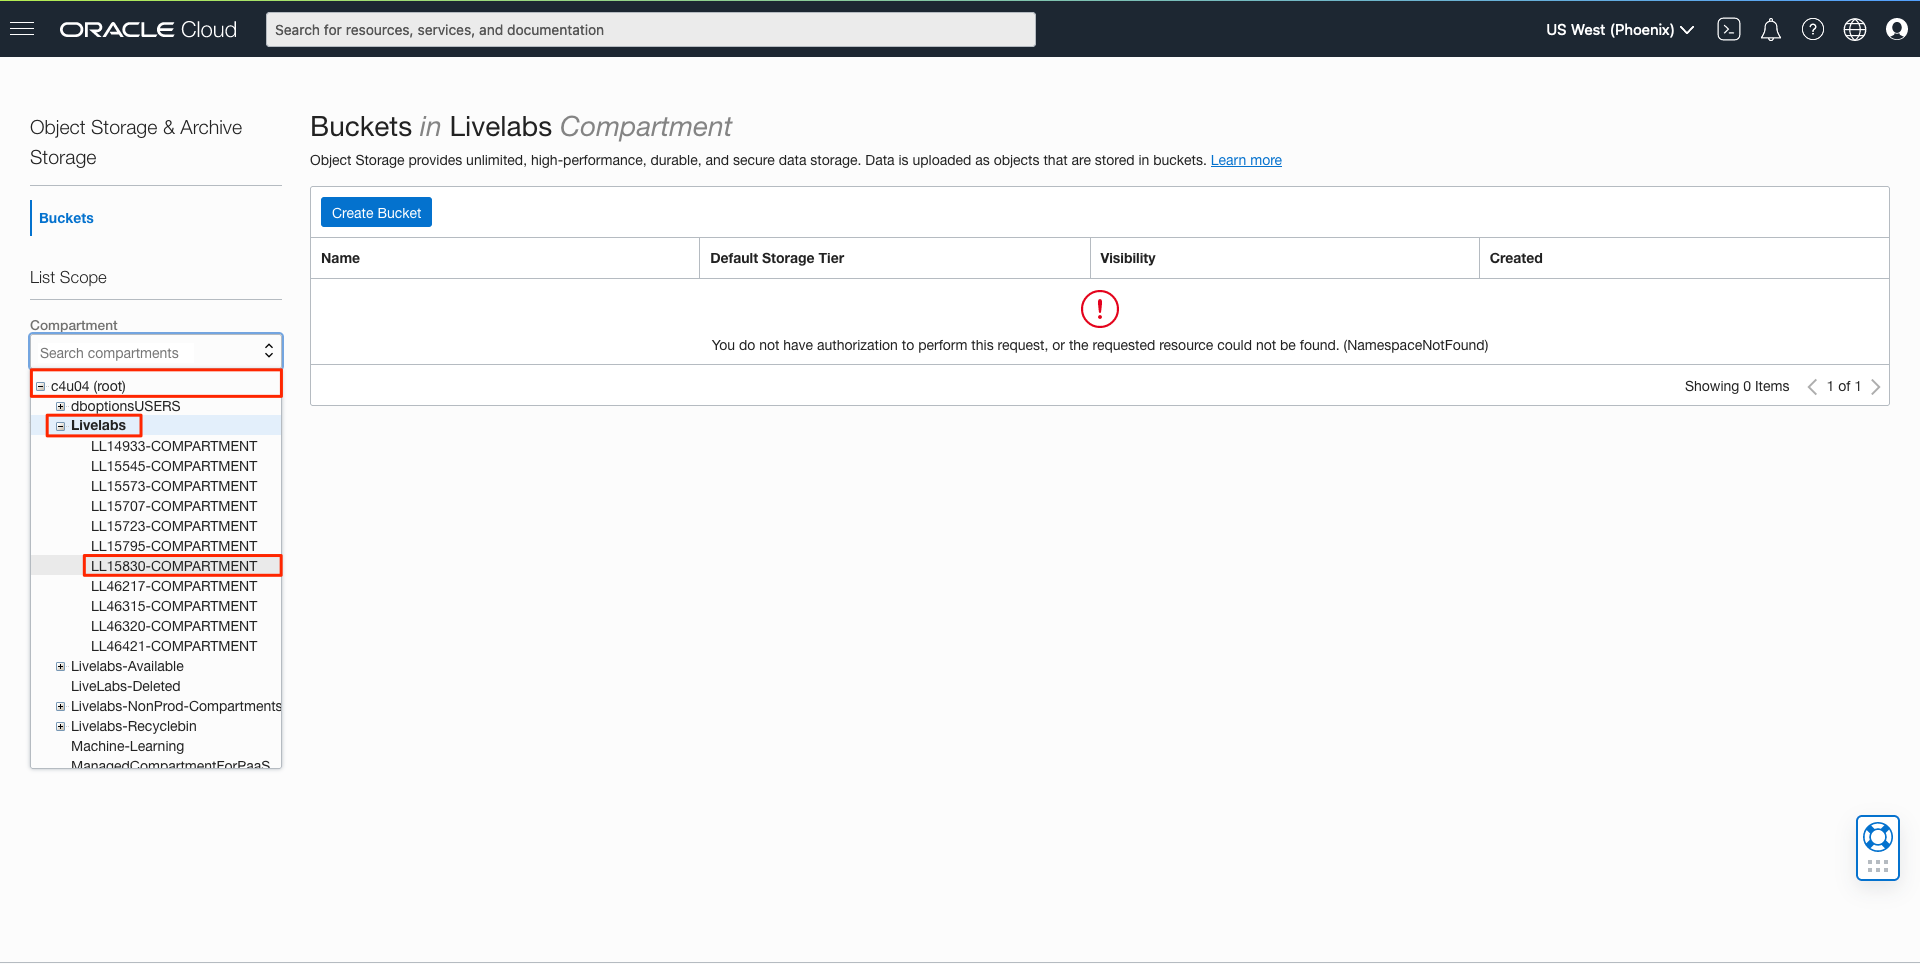 ORACLE Cloud
Search for resources, services, and documentation
US West (Phoenix)
Object Storage & Archive
Storage
Buckets
List Scope
Compartment
Search compartments
c4u04 (root)
dboptionsUSERS
Livelabs
LL14933-COMPARTMENT
LL15545-COMPARTMENT
LL15573-COMPARTMENT
LL15707-COMPARTMENT
LL15723-COMPARTMENT
LL15795-COMPARTMENT
LL15830-COMPARTMENT
LL46217-COMPARTMENT
LL46315-COMPARTMENT
LL46320-COMPARTMENT
LL46421-COMPARTMENT
Livelabs-Available
LiveLabs-Deleted
Livelabs-NonProd-Compartments
Livelabs-Recyclebin
Machine-Learning
ManagedCompartmentForPaaS
Buckets in Livelabs Compartment
Object Storage provides unlimited, high-performance, durable, and secure data storage. Data is uploaded as objects that are stored in buckets. Learn more
Create Bucket
Name Default Storage Tier Visibility Created
You do not have authorization to perform this request, or the requested resource could not be found. (NamespaceNotFound)
Showing 0 Items 1 of 1